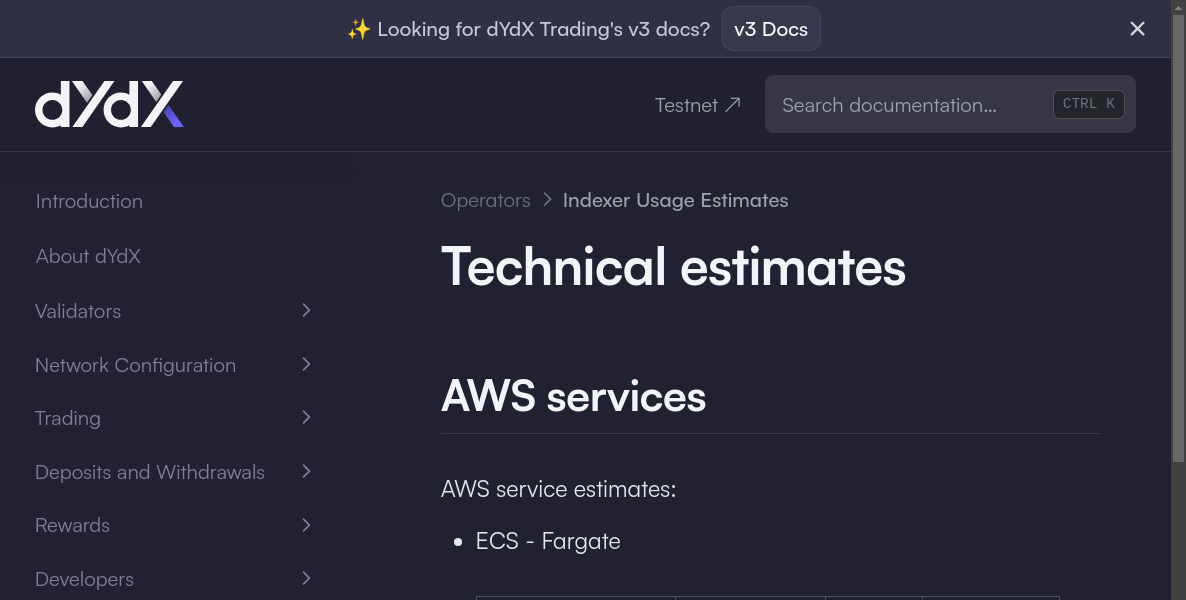 ✨ Looking for dYdX Trading's v3 docs? v3 Docs
dYdX
Testnet ↗
Search documentation...
CTRL K
Introduction
About dYdX
Validators
Network Configuration
Trading
Deposits and Withdrawals
Rewards
Developers
Operators > Indexer Usage Estimates
Technical estimates
AWS services
AWS service estimates:
• ECS - Fargate